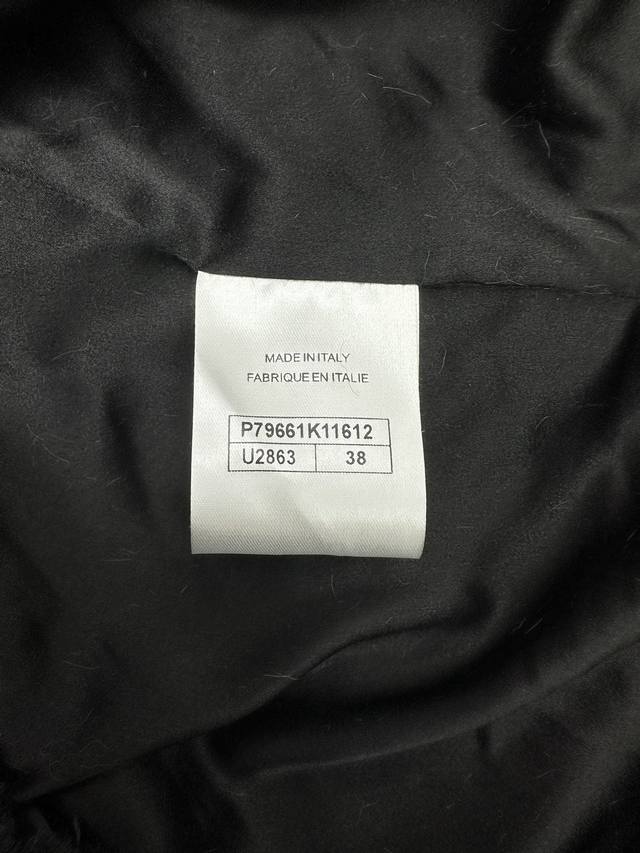 MADE IN ITALY
FABRIQUE EN ITALIE
P79661K11612
U2863 38